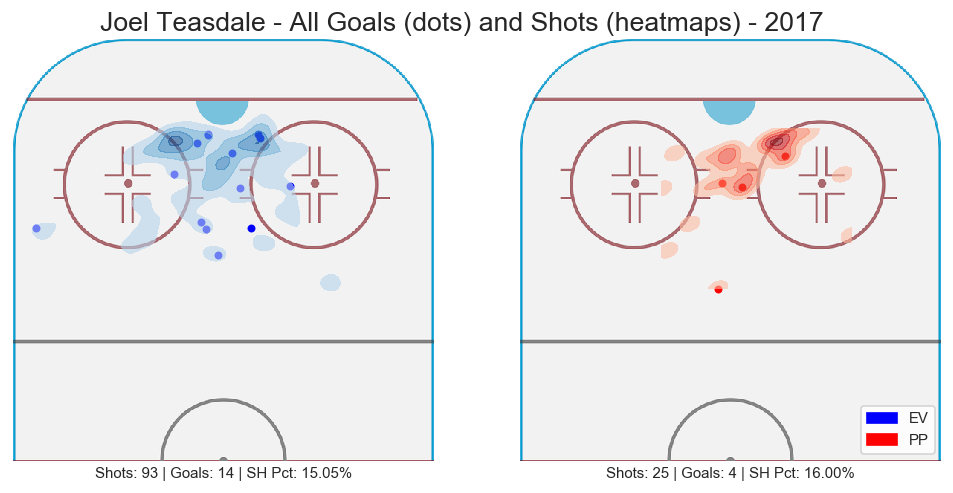 Joel Teasdale - All Goals (dots) and Shots (heatmaps) - 2017
EV
PP
Shots: 93 | Goals: 14 | SH Pct: 15.05%
Shots: 25 | Goals: 4 | SH Pct: 16.00%